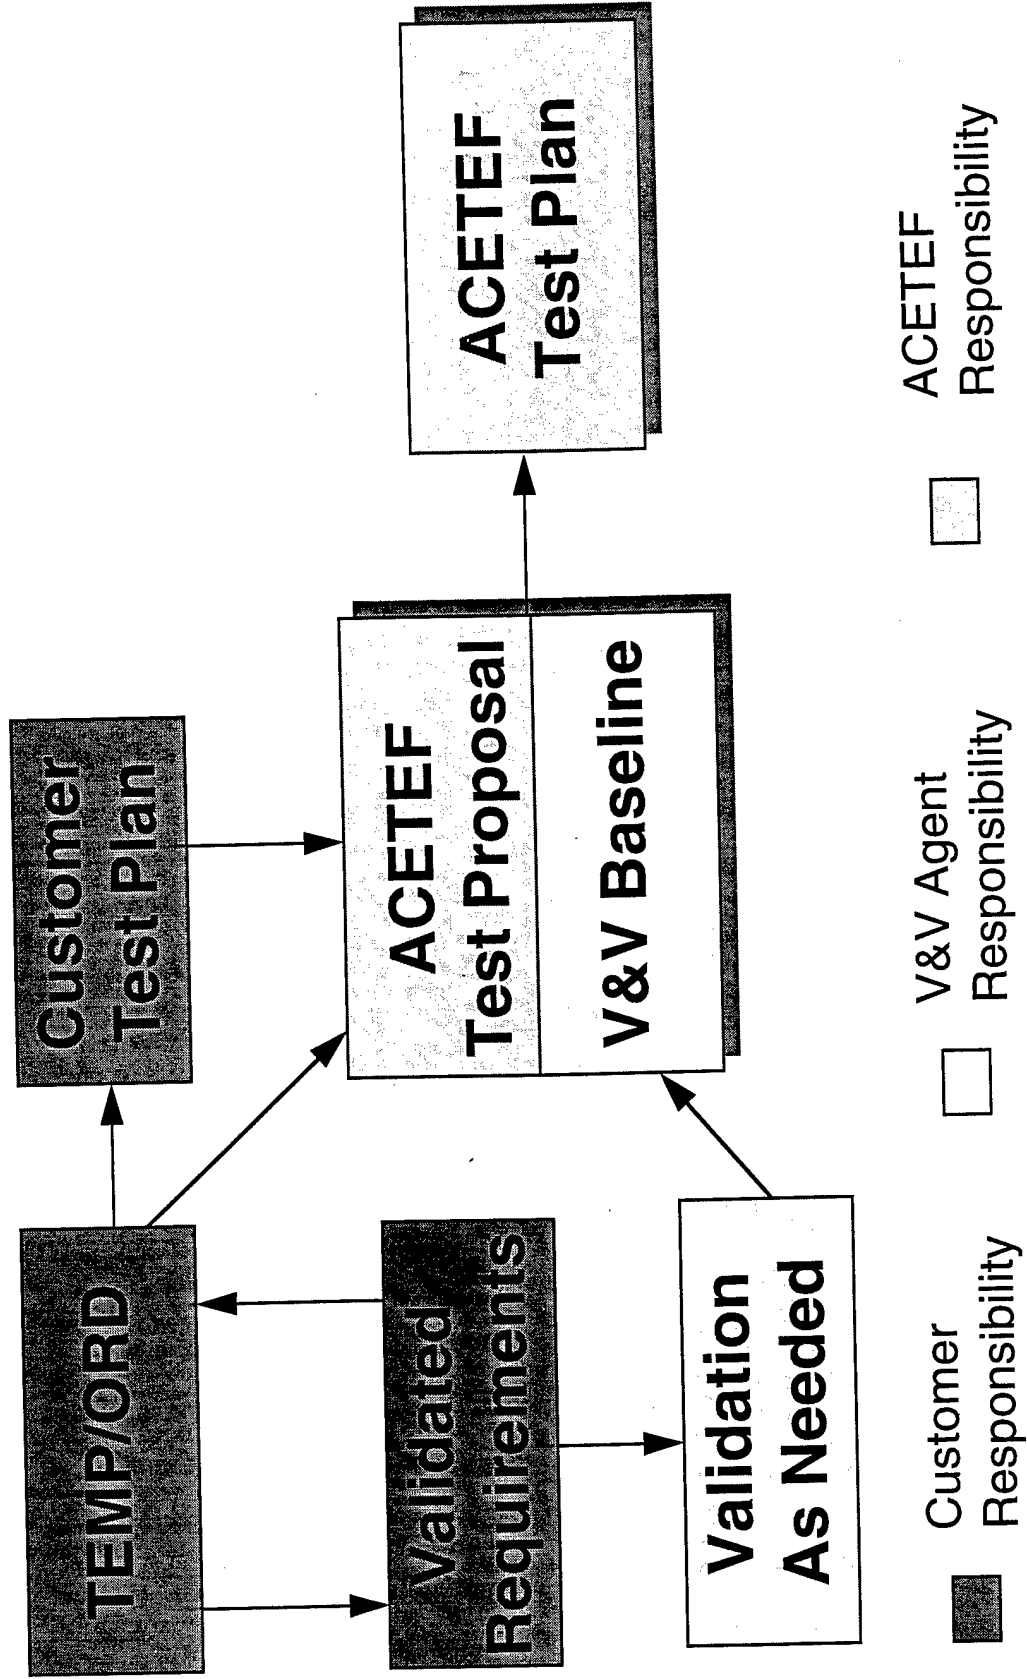 TEMP/ORD
Customer
Test Plan
Validated
Requirements
ACETEF
Test Proposal
V&V Baseline
ACETEF
Test Plan
Validation
As Needed
Customer
Responsibility
V&V Agent
Responsibility
ACETEF
Responsibility